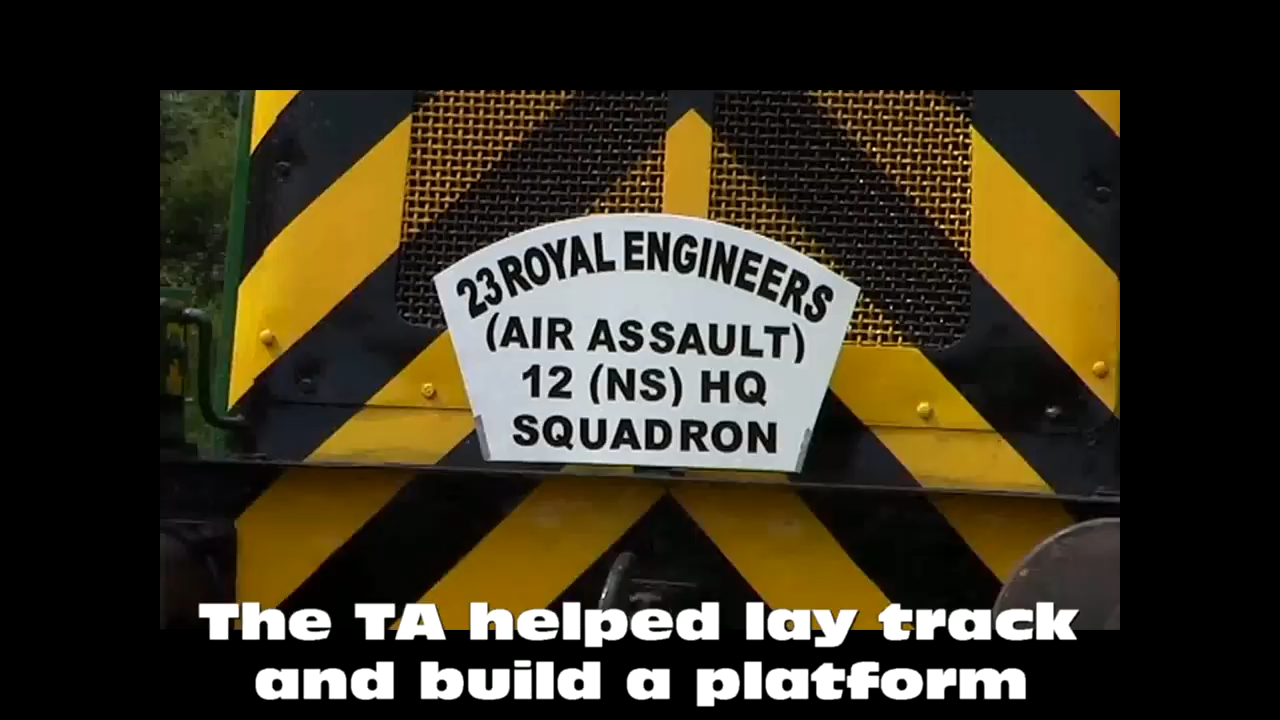 23 ROYAL ENGINEERS
(AIR ASSAULT)
12 (NS) HQ
SQUADRON
The TA helped lay track
and build a platform